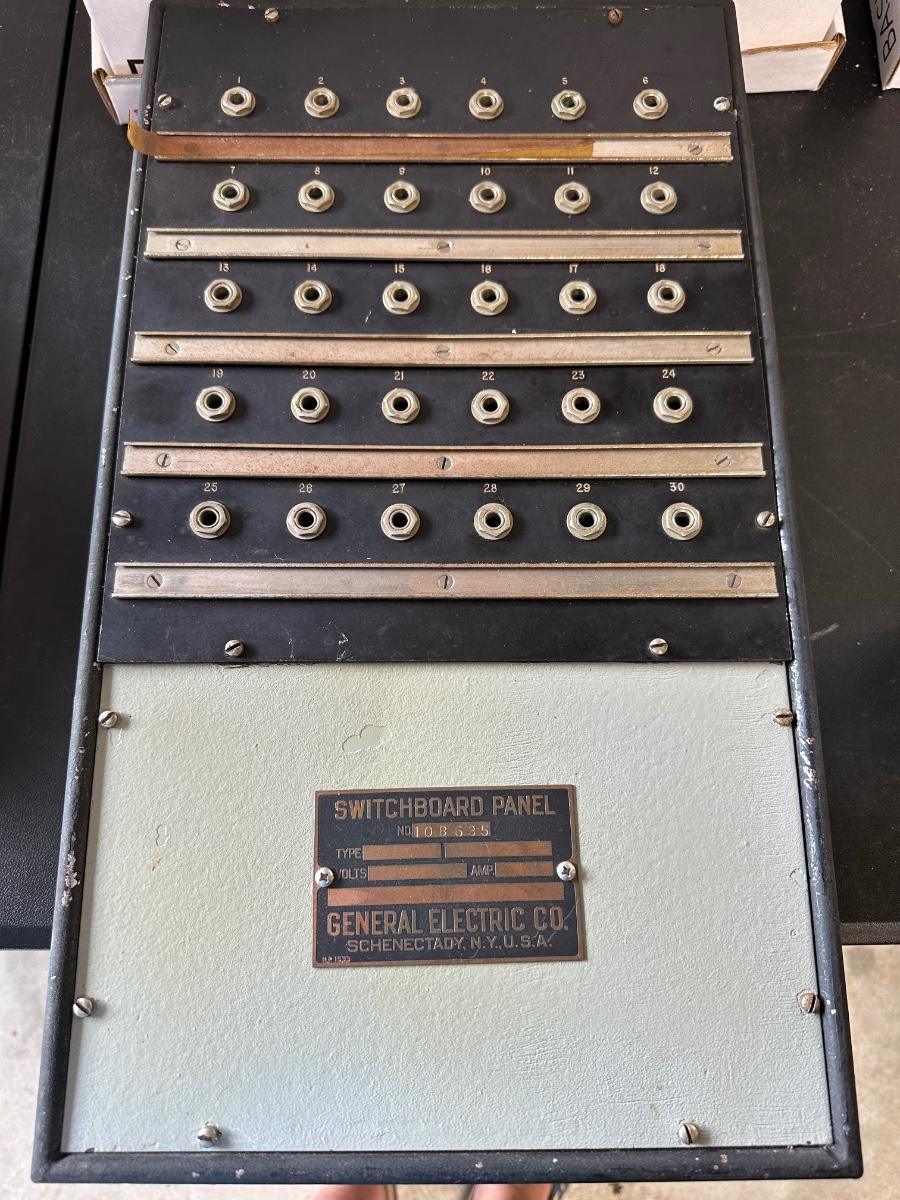 BAS
1 2 3 4 5 6
7 8 9 10 11 12
13 14 15 16 17 18
19 20 21 22 23 24
25 26 27 28 29 30
SWITCHBOARD PANEL
NO. 108635
TYPE
VOLTS AMP.
GENERAL ELECTRIC CO.
SCHENECTADY, N.Y., U.S.A.